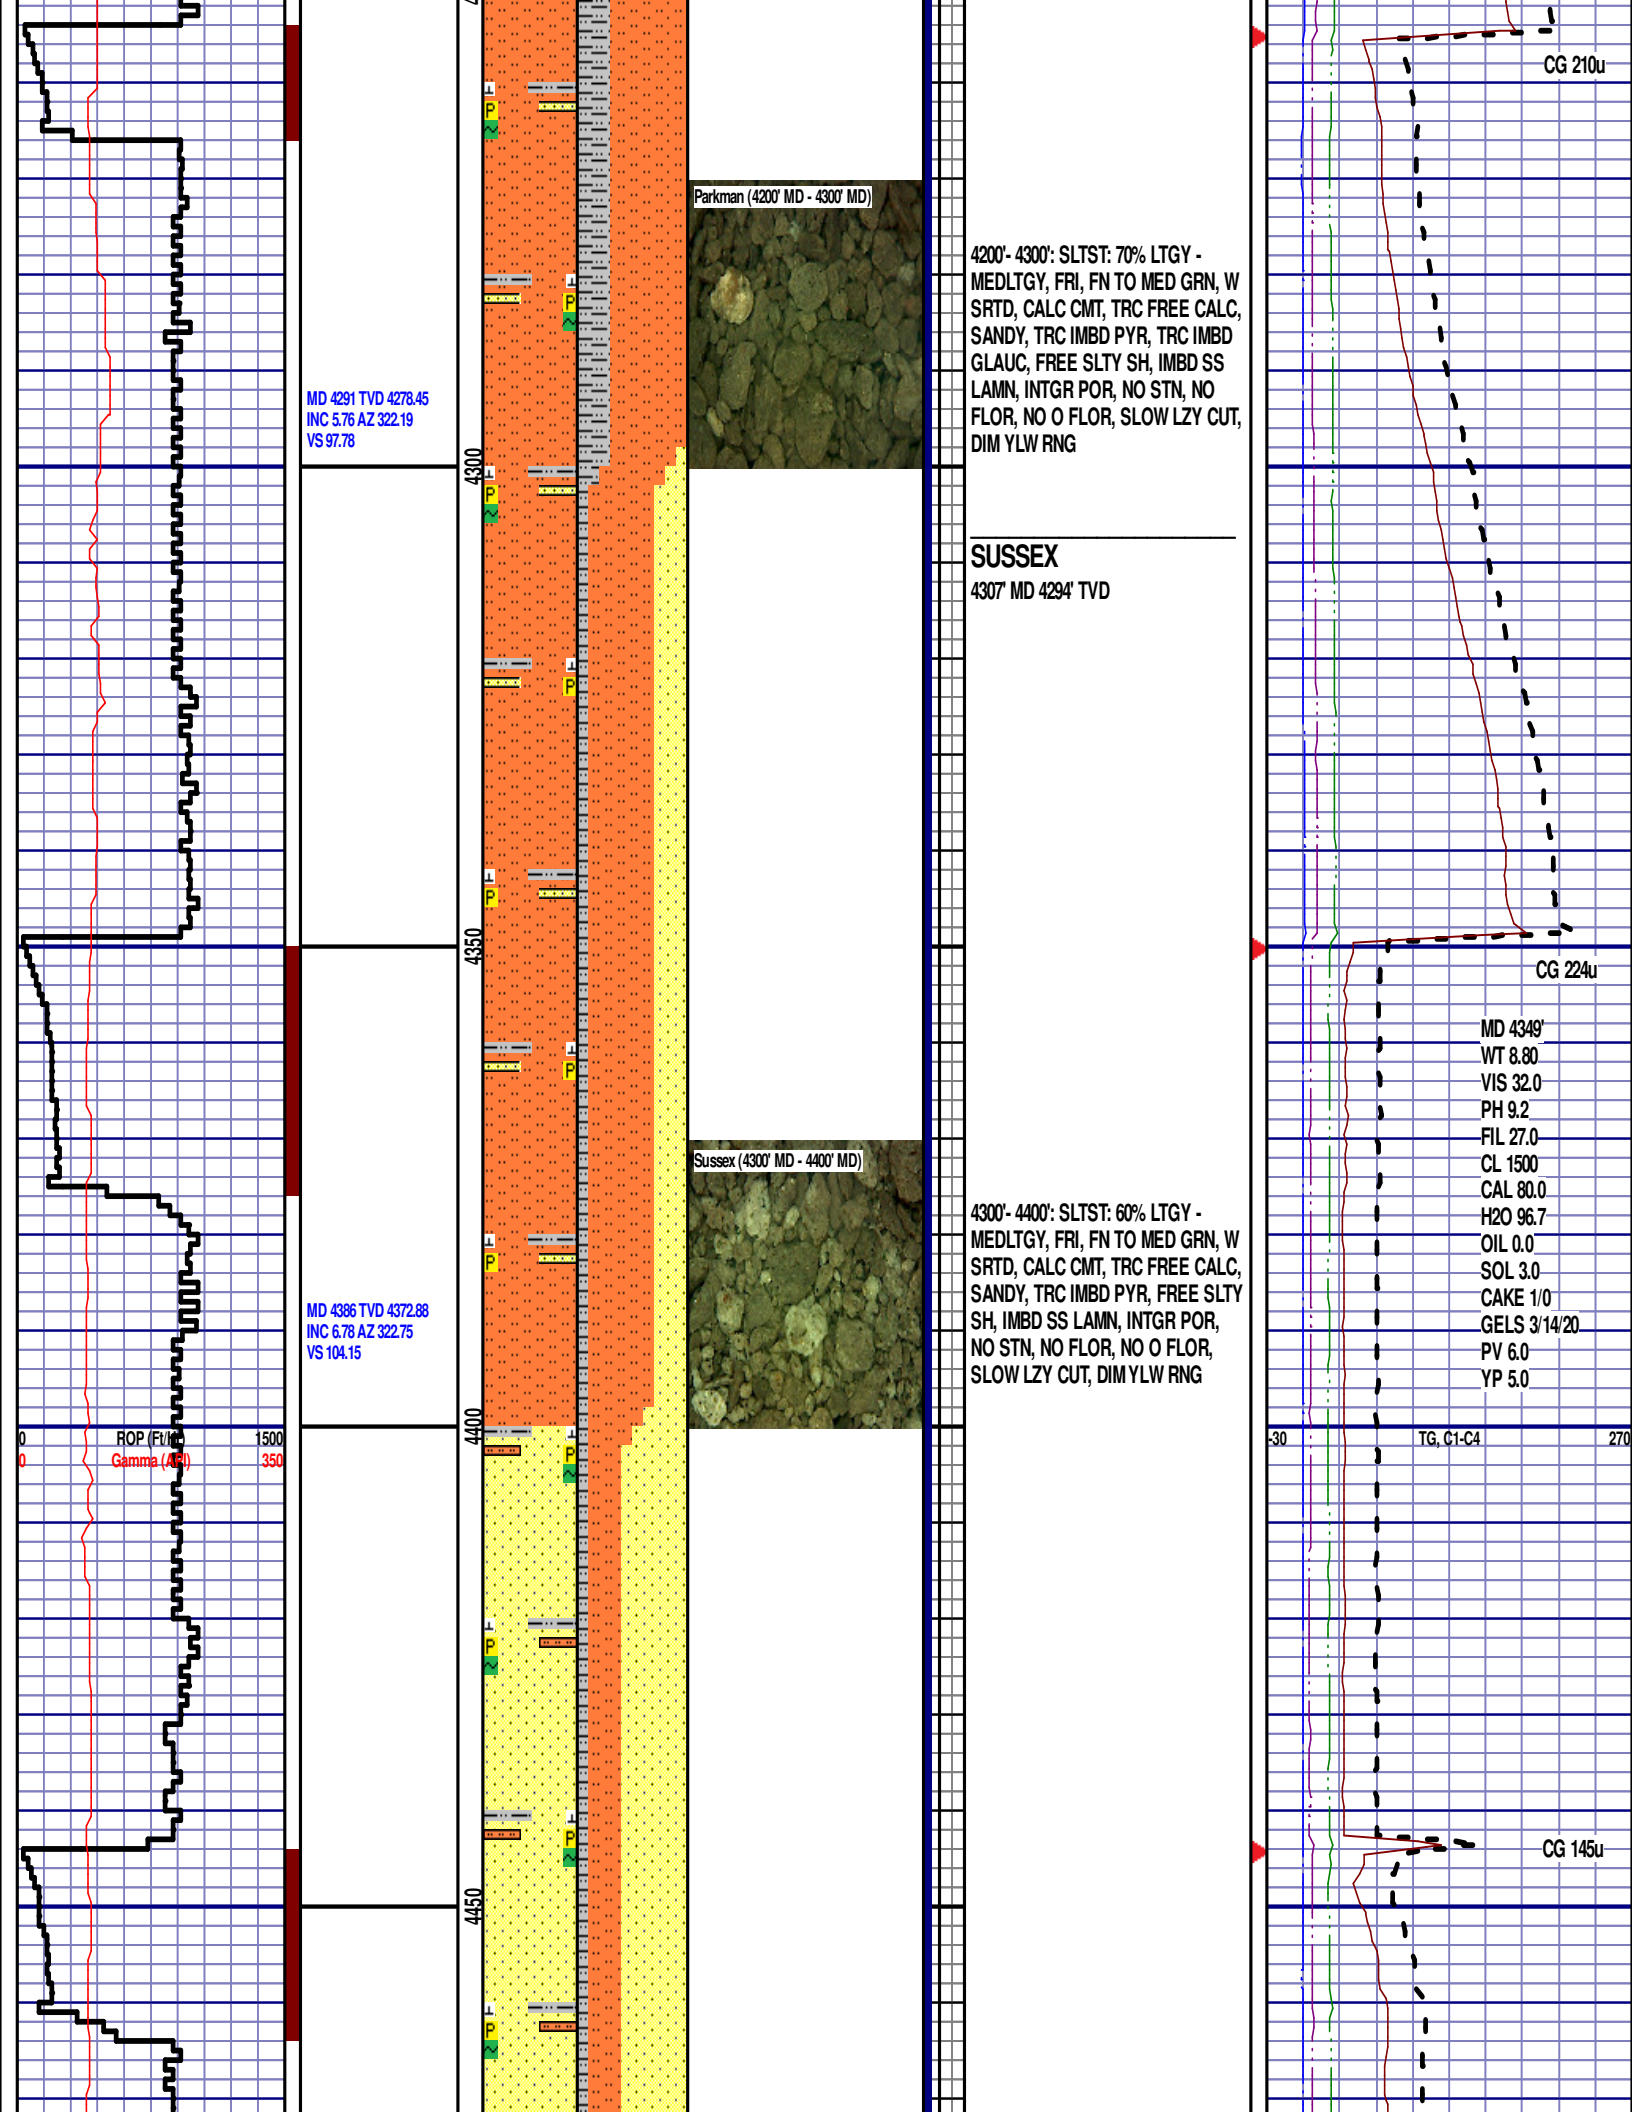 CG 210u
Parkman (4200' MD - 4300' MD)
4200'- 4300': SLTST: 70% LTGY -
MEDLTGY, FRI, FN TO MED GRN, W
SRTD, CALC CMT, TRC FREE CALC,
SANDY, TRC IMBD PYR, TRC IMBD
GLAUC, FREE SLTY SH, IMBD SS
LAMN, INTGR POR, NO STN, NO
FLOR, NO O FLOR, SLOW LZY CUT,
DIM YLW RNG
MD 4291 TVD 4278.45
INC 5.76 AZ 322.19
VS 97.78
4300
SUSSEX
4307' MD 4294' TVD
4350
CG 224u
MD 4349'
WT 8.80
VIS 32.0
PH 9.2
FIL 27.0
CL 1500
CAL 80.0
H2O 96.7
OIL 0.0
SOL 3.0
CAKE 1/0
GELS 3/14/20
PV 6.0
YP 5.0
Sussex (4300' MD - 4400' MD)
4300'- 4400': SLTST: 60% LTGY -
MEDLTGY, FRI, FN TO MED GRN, W
SRTD, CALC CMT, TRC FREE CALC,
SANDY, TRC IMBD PYR, FREE SLTY
SH, IMBD SS LAMN, INTGR POR,
NO STN, NO FLOR, NO O FLOR,
SLOW LZY CUT, DIM YLW RNG
MD 4386 TVD 4372.88
INC 6.78 AZ 322.75
VS 104.15
4400
0 ROP (Ft/Hr) 1500
0 Gamma (API) 350
-30 TG, C1-C4 270
CG 145u
4450
P
P
P
P
P
P
P
P
P
P
P